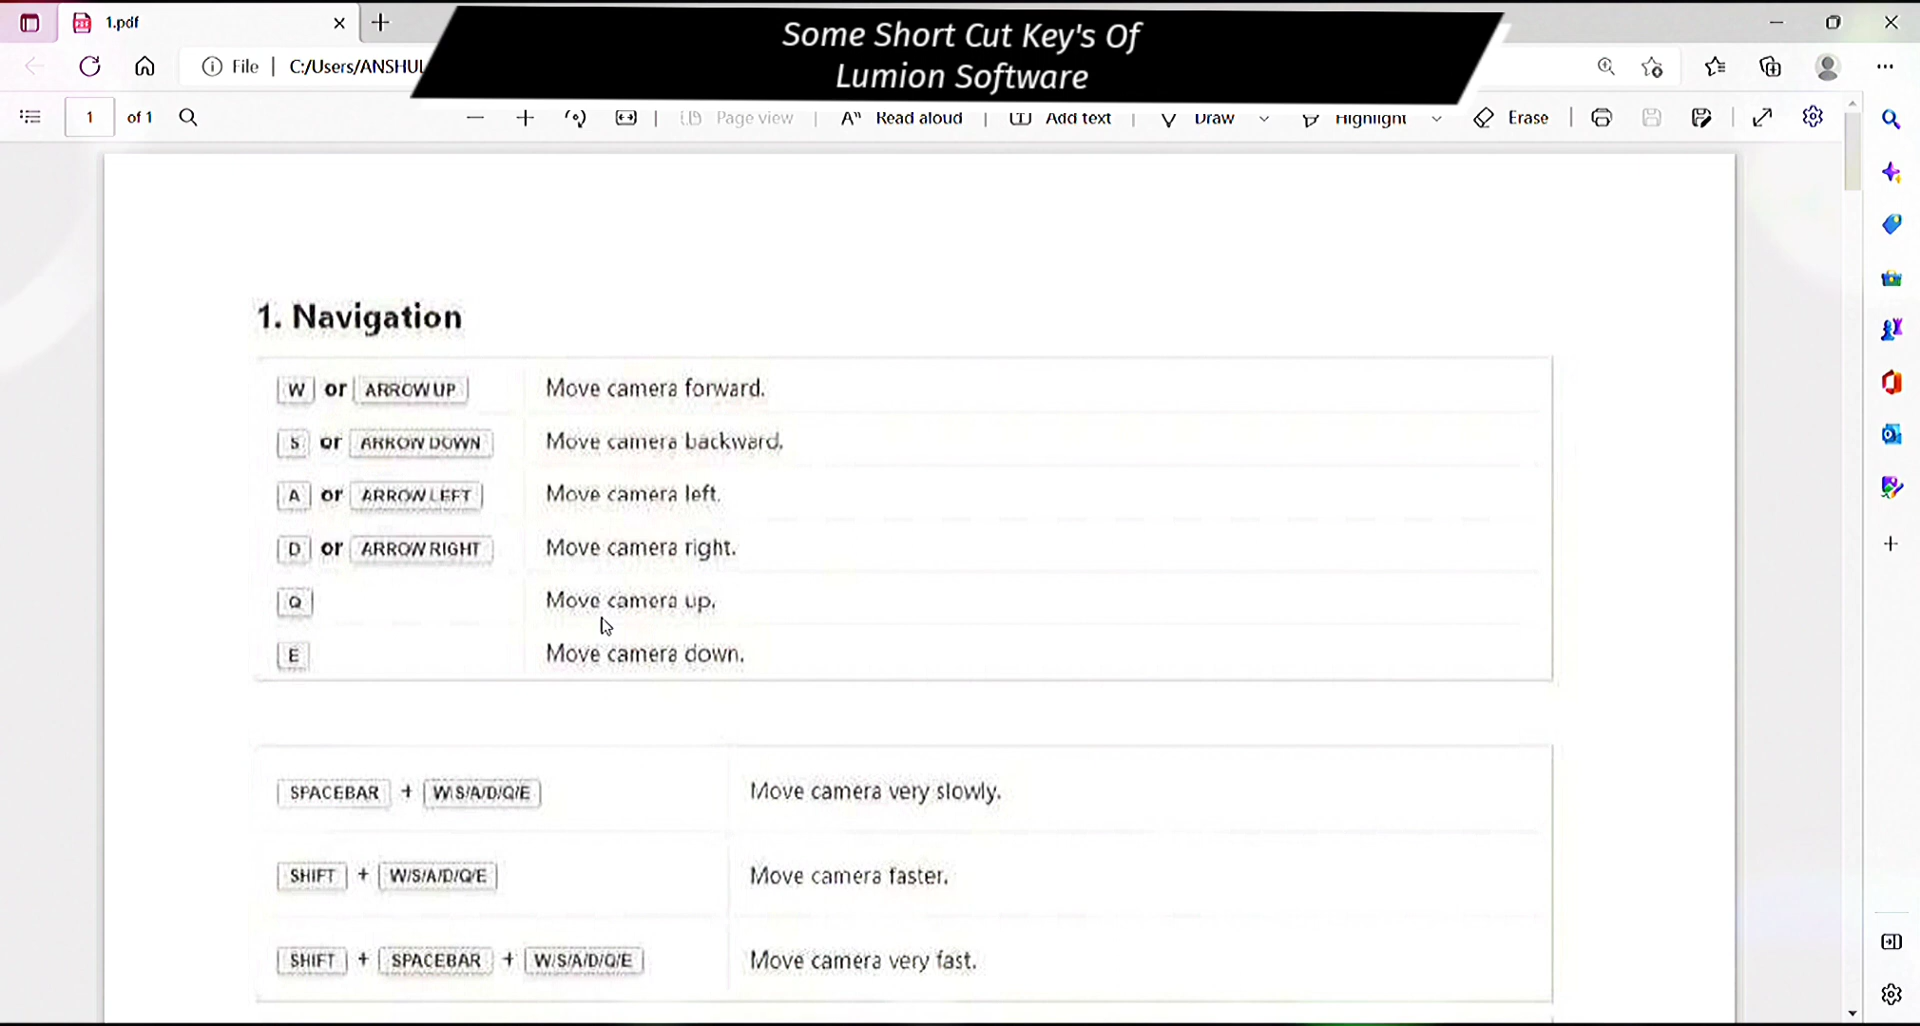 1.pdf
Some Short Cut Key's Of
Lumion Software
File | C:/Users/ANSHUL
1 of 1 Page view Read aloud Add text Draw Highlight Erase
1. Navigation
W or ARROW UP Move camera forward.
S or ARROW DOWN Move camera backward.
A or ARROW LEFT Move camera left.
D or ARROW RIGHT Move camera right.
Q Move camera up.
E Move camera down.
SPACEBAR + W/S/A/D/Q/E Move camera very slowly.
SHIFT + W/S/A/D/Q/E Move camera faster.
SHIFT + SPACEBAR + W/S/A/D/Q/E Move camera very fast.